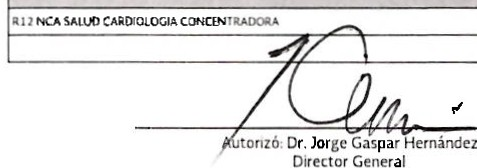 R12 NCA SALUD CARDIOLOGIA CONCENTRADORA
Autorizó: Dr. Jorge Gaspar Hernández
Director General